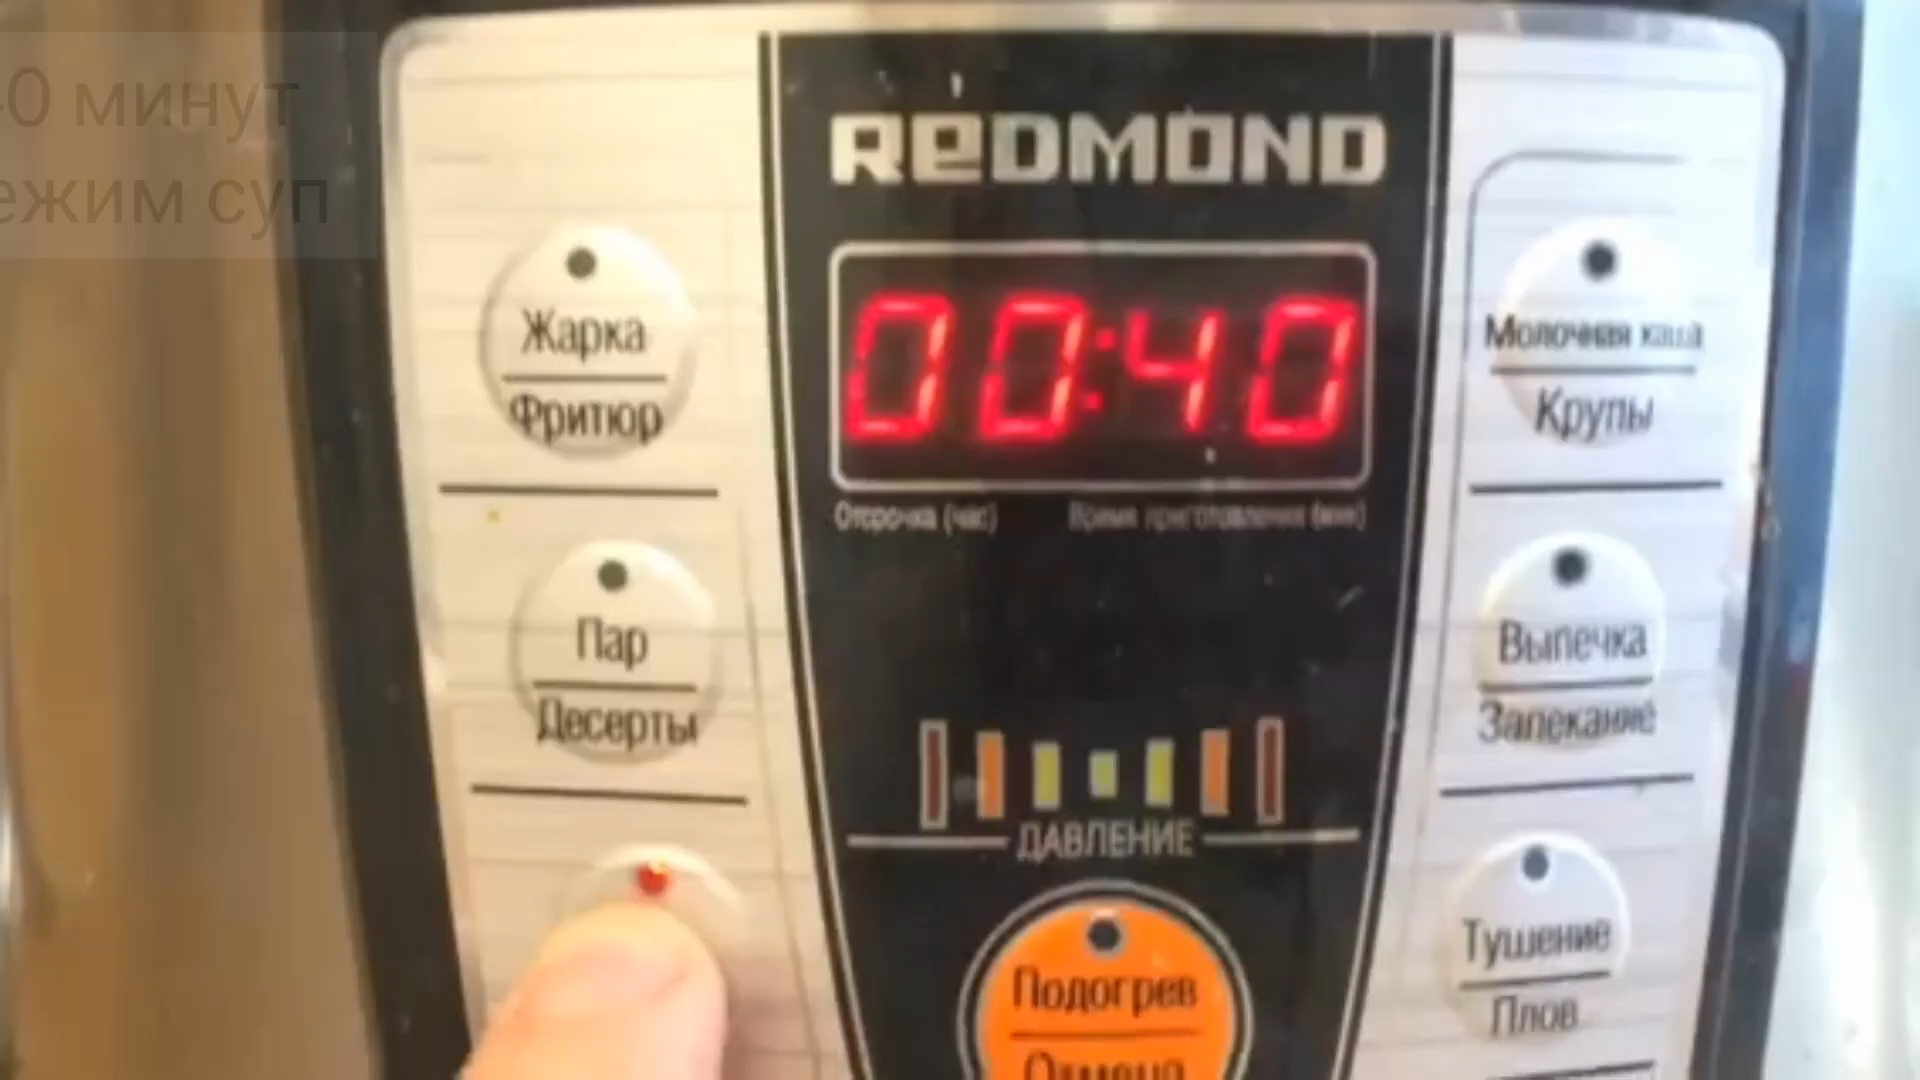 0 минут
ежим суп
REDMOND
00:40
Отсрочка (час) Время приготовления (мин)
Жарка
Фритюр
Молочная каша
Крупы
Пар
Десерты
Выпечка
Запекание
ДАВЛЕНИЕ
Подогрев
Отмена
Тушение
Плов